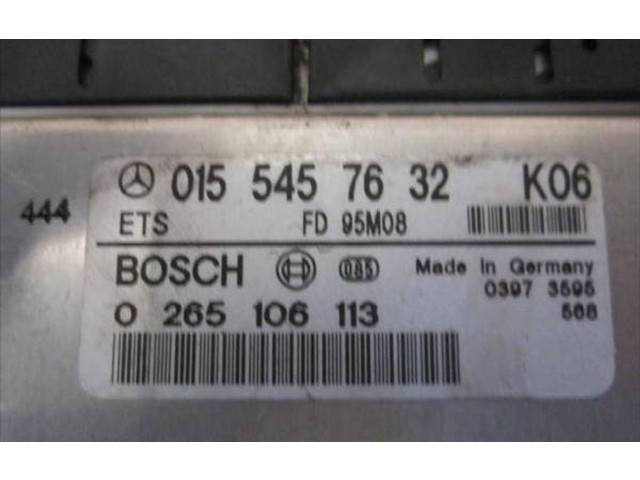 015 545 76 32 K06
444
ETS FD 95M08
BOSCH 085 Made in Germany
0397 3595
0 265 106 113 568